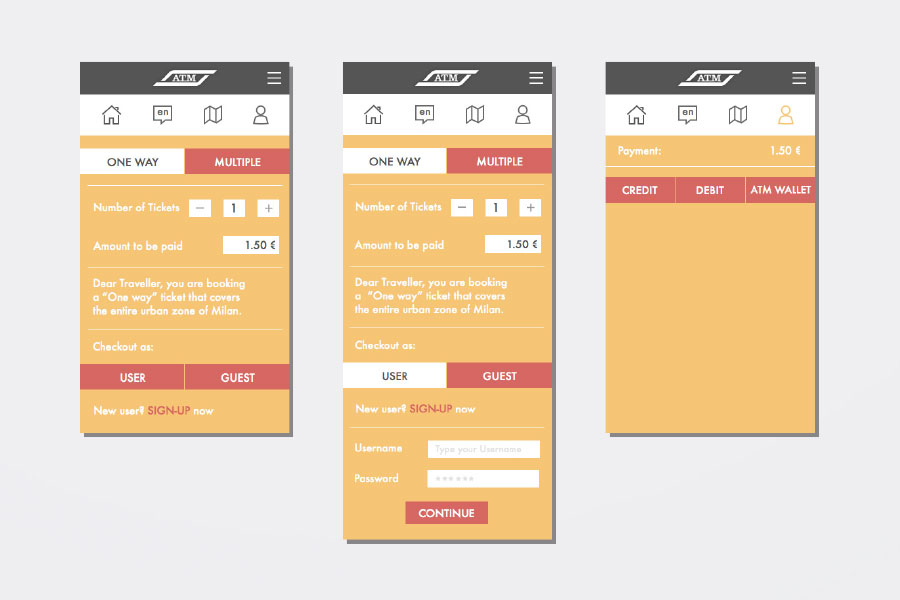 ATM
en
ONE WAY MULTIPLE
Number of Tickets − 1 +
Amount to be paid 1.50 €
Dear Traveller, you are booking
a “One way” ticket that covers
the entire urban zone of Milan.
Checkout as:
USER GUEST
New user? SIGN-UP now
ATM
en
ONE WAY MULTIPLE
Number of Tickets − 1 +
Amount to be paid 1.50 €
Dear Traveller, you are booking
a “One way” ticket that covers
the entire urban zone of Milan.
Checkout as:
USER GUEST
New user? SIGN-UP now
Username Type your Username
Password ******
CONTINUE
ATM
en
Payment: 1.50 €
CREDIT DEBIT ATM WALLET